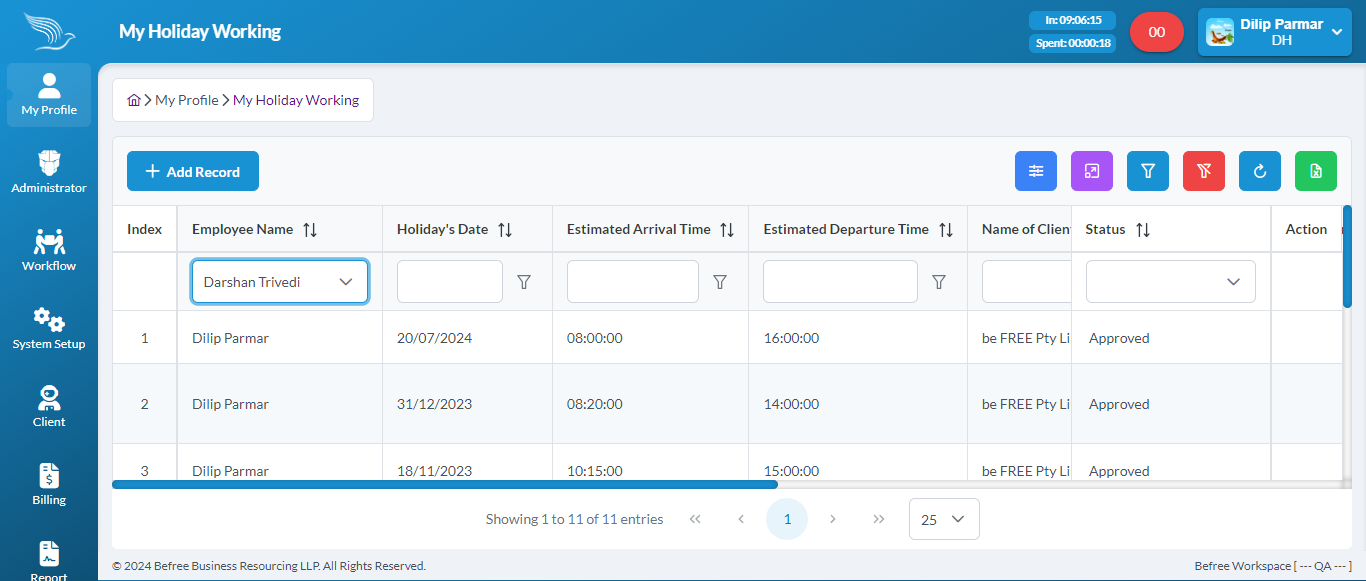 My Holiday Working
In: 09:06:15
Spent: 00:00:18
00
Dilip Parmar
DH
My Profile
Administrator
Workflow
System Setup
Client
Billing
Report
My Profile My Holiday Working
Add Record
Index Employee Name Holiday's Date Estimated Arrival Time Estimated Departure Time Name of Clien Status Action
Darshan Trivedi
1 Dilip Parmar 20/07/2024 08:00:00 16:00:00 be FREE Pty Li Approved
2 Dilip Parmar 31/12/2023 08:20:00 14:00:00 be FREE Pty Li Approved
3 Dilip Parmar 18/11/2023 10:15:00 15:00:00 be FREE Pty Li Approved
Showing 1 to 11 of 11 entries << < 1 > >> 25
© 2024 Befree Business Resourcing LLP. All Rights Reserved.
Befree Workspace [ --- QA --- ]